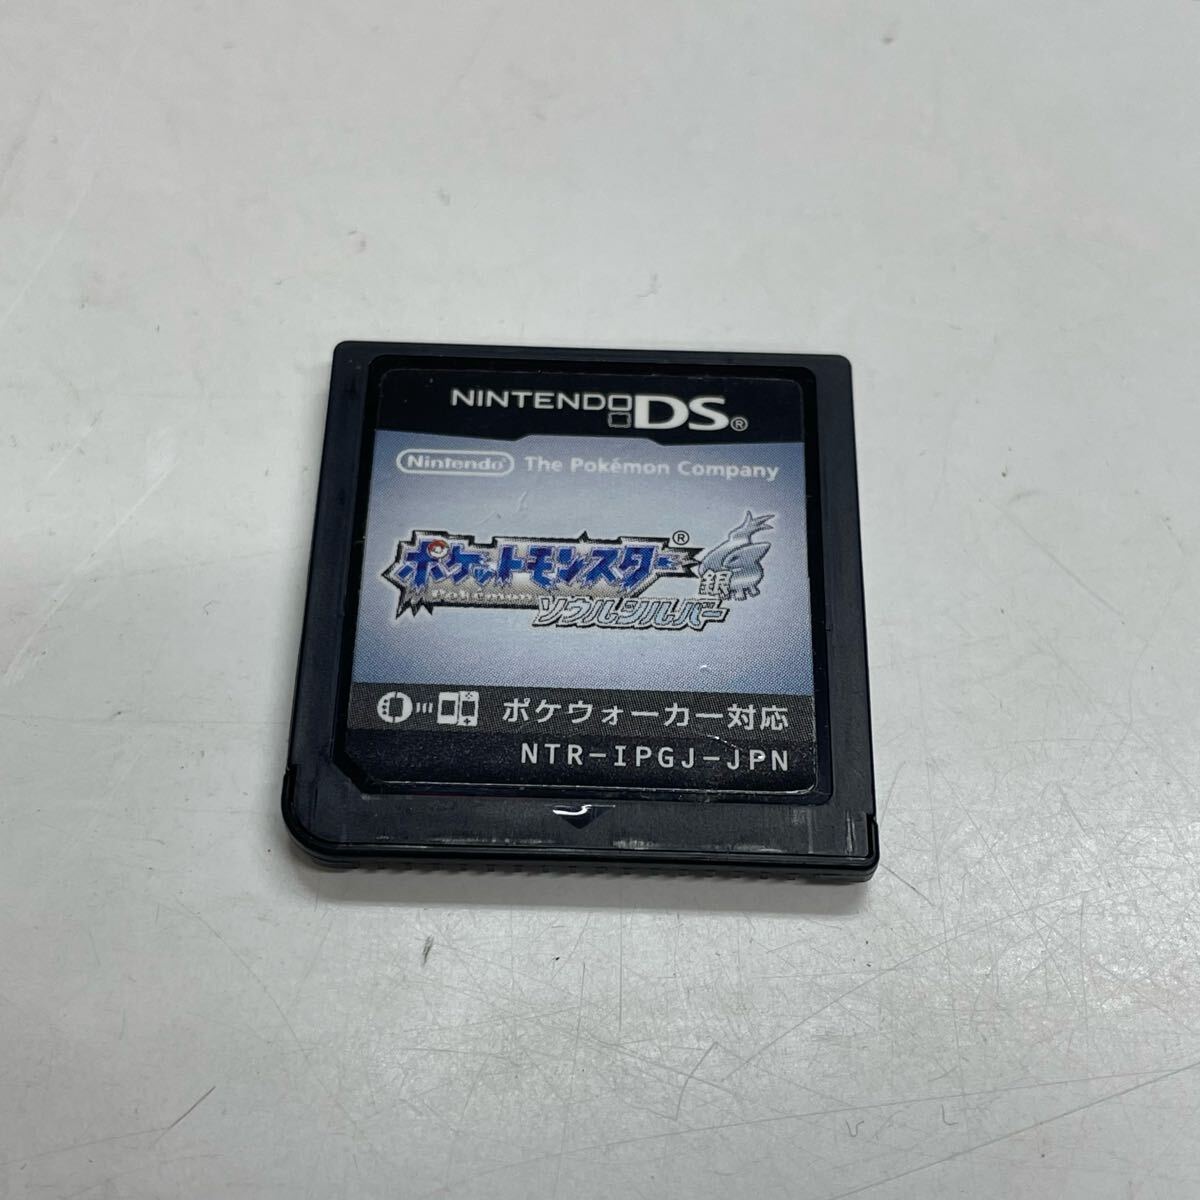 NINTENDO DS®
Nintendo® The Pokémon Company
ポケットモンスター®
Pokémon
銀
ソウルシルバー
ポケウォーカー対応
NTR-IPGJ-JPN